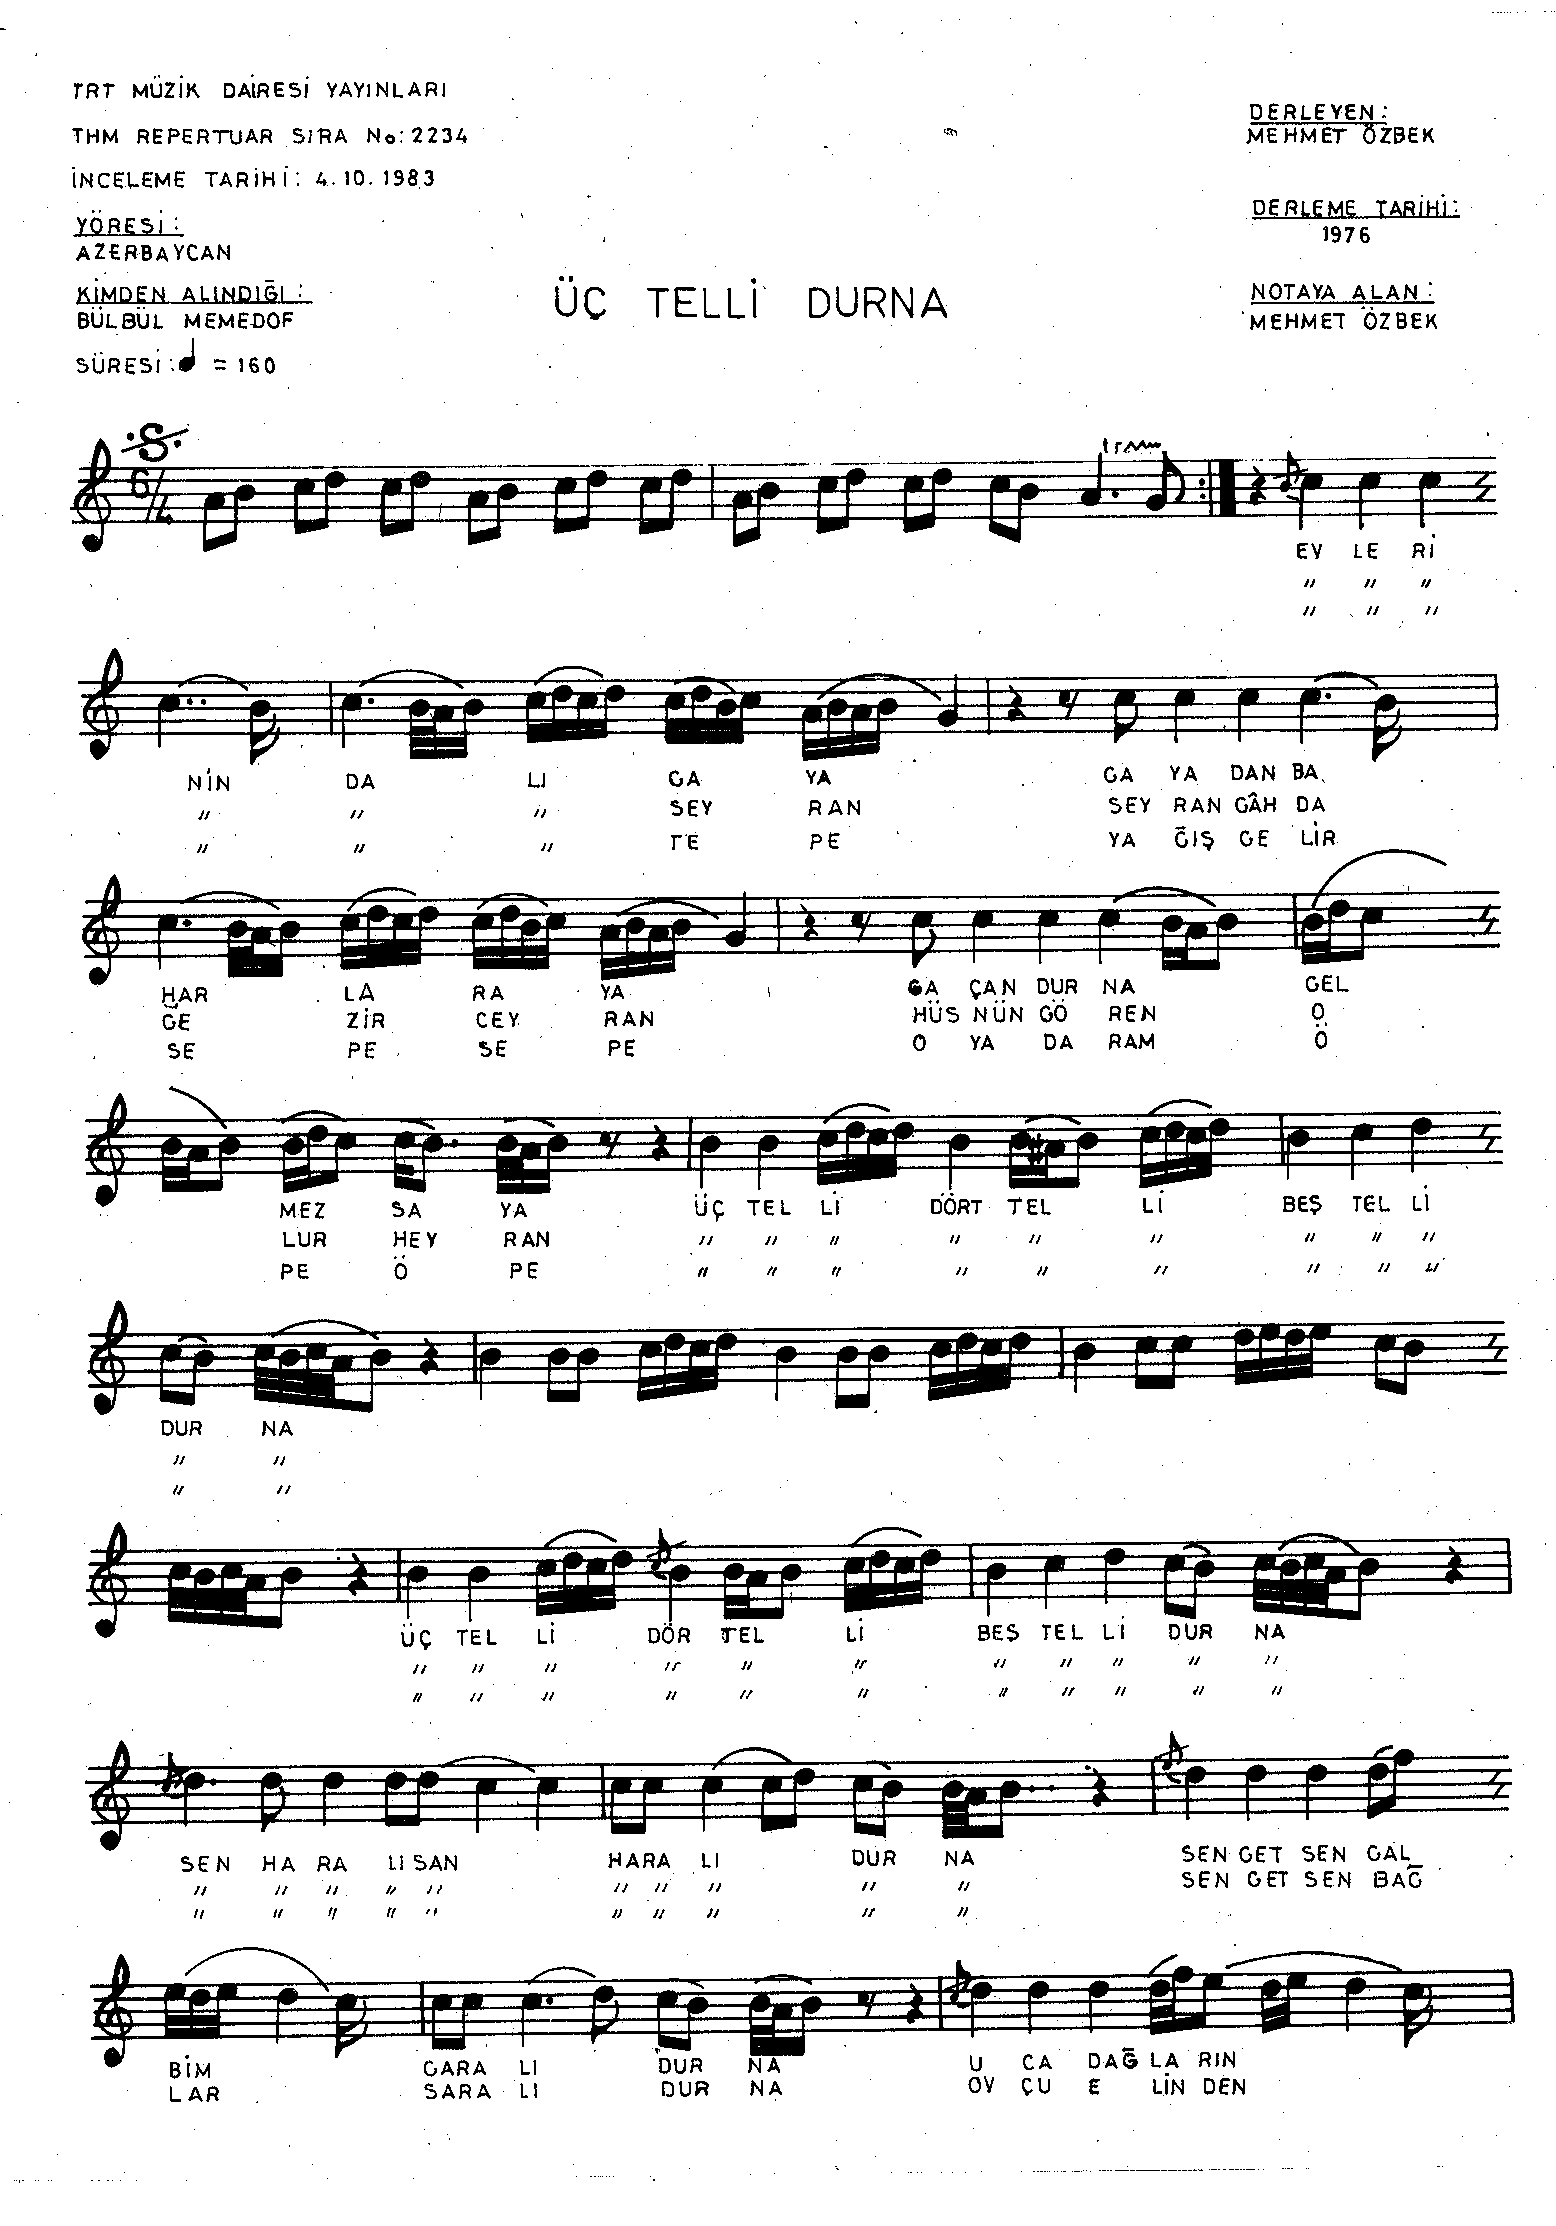 TRT MÜZİK DAİRESİ YAYINLARI
THM REPERTUAR SIRA No: 2234
İNCELEME TARİHİ: 4.10.1983
YÖRESİ:
AZERBAYCAN
KİMDEN ALINDIĞI:
BÜLBÜL MEMEDOF
SÜRESİ: ♩ = 160
ÜÇ TELLİ DURNA
DERLEYEN:
MEHMET ÖZBEK
DERLEME TARİHİ:
1976
NOTAYA ALAN:
MEHMET ÖZBEK
6/4
tr
EV LE Rİ
" " "
" " "
NİN DA LI GA YA GA YA DAN BA
" " " SEY RAN SEY RAN GÂH DA
" " " TE PE YA ĞIŞ GE LİR
HAR LA RA YA GA ÇAN DUR NA GEL
GE ZİR CEY RAN HÜS NÜN GÖ REN O
SE PE SE PE O YA DA RAM Ö
MEZ SA YA ÜÇ TEL Lİ DÖRT TEL Lİ BEŞ TEL Lİ
LUR HEY RAN " " " " " " " " "
PE Ö PE " " " " " " " " "
DUR NA
" "
" "
ÜÇ TEL Lİ DÖR TEL Lİ BEŞ TEL Lİ DUR NA
" " " " " " " " " " "
" " " " " " " " " " "
SEN HA RA LI SAN HARA LI DUR NA SEN GET SEN GAL
" " " " " " " " " " SEN GET SEN BAĞ
" " " " " " " " " "
BİM GARA LI DUR NA U CA DAĞ LA RIN
LAR SARA LI DUR NA OV ÇU E LİN DEN